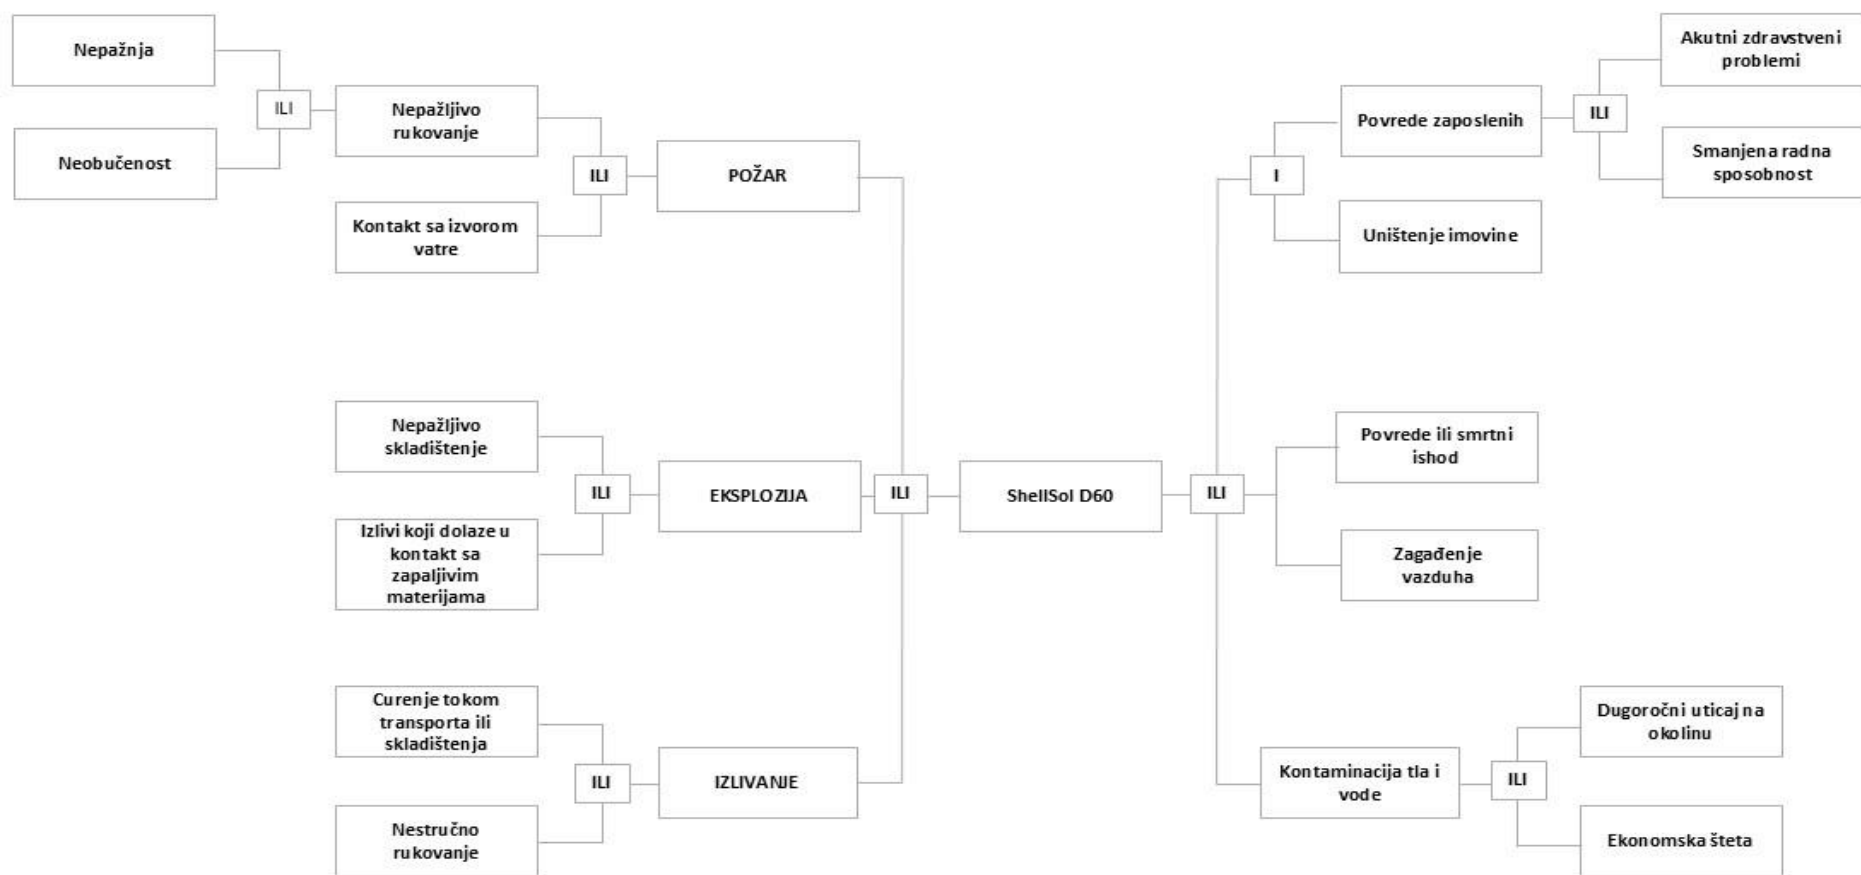 Nepažnja
Neobučenost
ILI
Nepažljivo
rukovanje
Kontakt sa izvorom
vatre
ILI
POŽAR
Nepažljivo
skladištenje
Izlivi koji dolaze u
kontakt sa
zapaljivim
materijama
ILI
EKSPLOZIJA
Curenje tokom
transporta ili
skladištenja
Nestručno
rukovanje
ILI
IZLIVANJE
ILI
ShellSol D60
ILI
I
Povrede zaposlenih
Uništenje imovine
ILI
Akutni zdravstveni
problemi
Smanjena radna
sposobnost
Povrede ili smrtni
ishod
Zagađenje
vazduha
Kontaminacija tla i
vode
ILI
Dugoročni uticaj na
okolinu
Ekonomska šteta